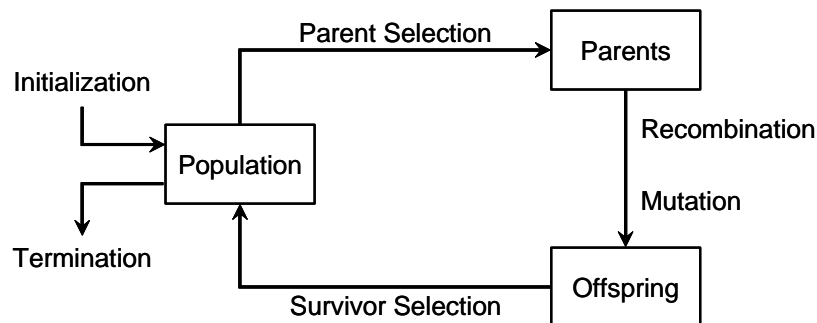 Parent Selection
Parents
Initialization
Recombination
Population
Mutation
Termination
Offspring
Survivor Selection